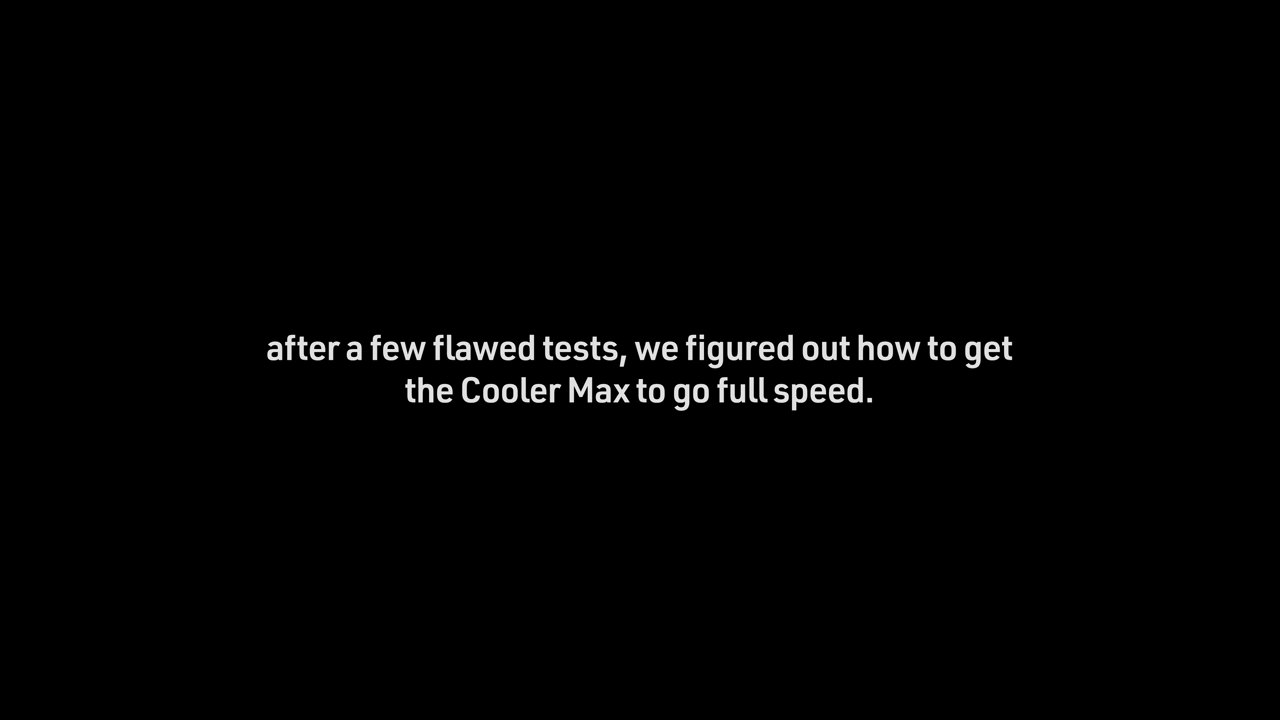 after a few flawed tests, we figured out how to get
the Cooler Max to go full speed.